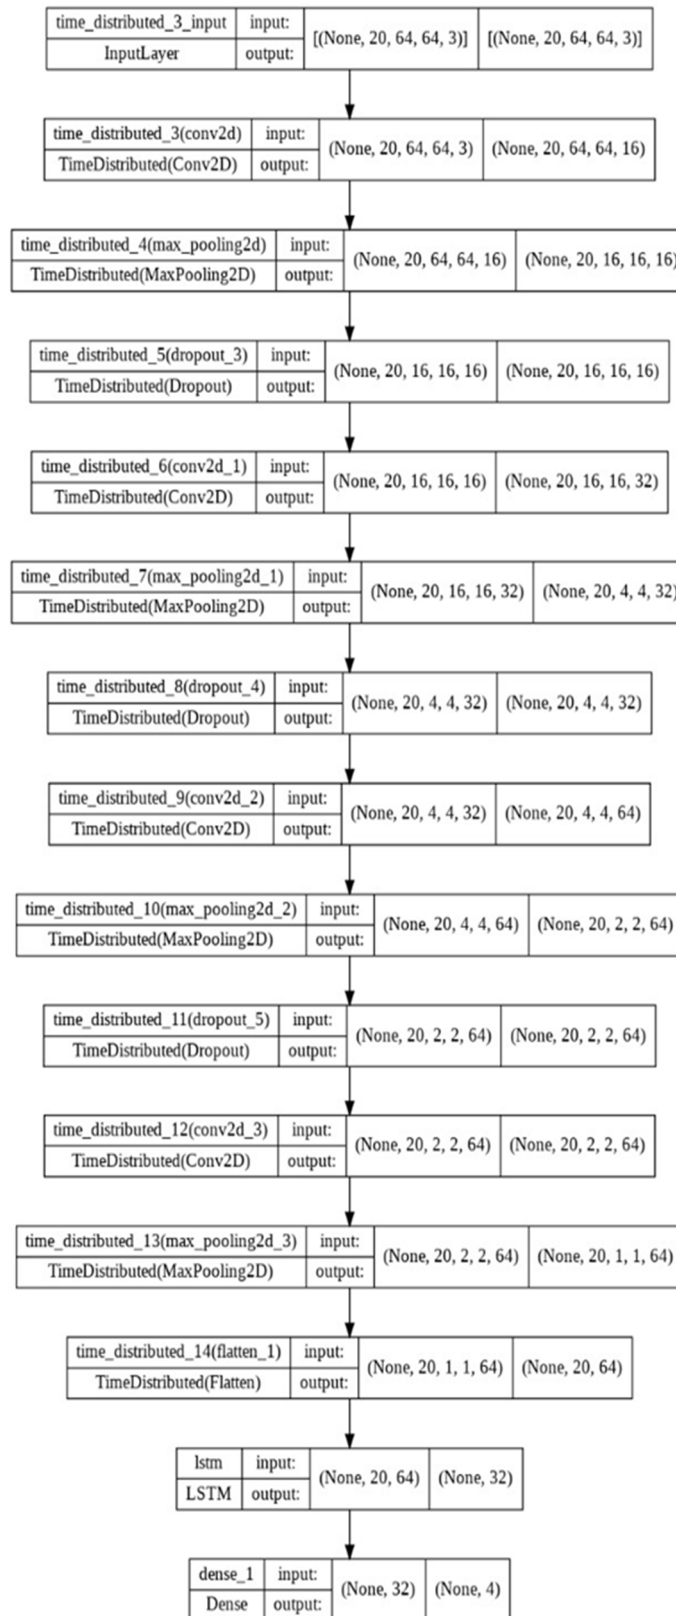 time_distributed_3_input input: [(None, 20, 64, 64, 3)] [(None, 20, 64, 64, 3)]
InputLayer output:
time_distributed_3(conv2d) input: (None, 20, 64, 64, 3) (None, 20, 64, 64, 16)
TimeDistributed(Conv2D) output:
time_distributed_4(max_pooling2d) input: (None, 20, 64, 64, 16) (None, 20, 16, 16, 16)
TimeDistributed(MaxPooling2D) output:
time_distributed_5(dropout_3) input: (None, 20, 16, 16, 16) (None, 20, 16, 16, 16)
TimeDistributed(Dropout) output:
time_distributed_6(conv2d_1) input: (None, 20, 16, 16, 16) (None, 20, 16, 16, 32)
TimeDistributed(Conv2D) output:
time_distributed_7(max_pooling2d_1) input: (None, 20, 16, 16, 32) (None, 20, 4, 4, 32)
TimeDistributed(MaxPooling2D) output:
time_distributed_8(dropout_4) input: (None, 20, 4, 4, 32) (None, 20, 4, 4, 32)
TimeDistributed(Dropout) output:
time_distributed_9(conv2d_2) input: (None, 20, 4, 4, 32) (None, 20, 4, 4, 64)
TimeDistributed(Conv2D) output:
time_distributed_10(max_pooling2d_2) input: (None, 20, 4, 4, 64) (None, 20, 2, 2, 64)
TimeDistributed(MaxPooling2D) output:
time_distributed_11(dropout_5) input: (None, 20, 2, 2, 64) (None, 20, 2, 2, 64)
TimeDistributed(Dropout) output:
time_distributed_12(conv2d_3) input: (None, 20, 2, 2, 64) (None, 20, 2, 2, 64)
TimeDistributed(Conv2D) output:
time_distributed_13(max_pooling2d_3) input: (None, 20, 2, 2, 64) (None, 20, 1, 1, 64)
TimeDistributed(MaxPooling2D) output:
time_distributed_14(flatten_1) input: (None, 20, 1, 1, 64) (None, 20, 64)
TimeDistributed(Flatten) output:
lstm input: (None, 20, 64) (None, 32)
LSTM output:
dense_1 input: (None, 32) (None, 4)
Dense output: